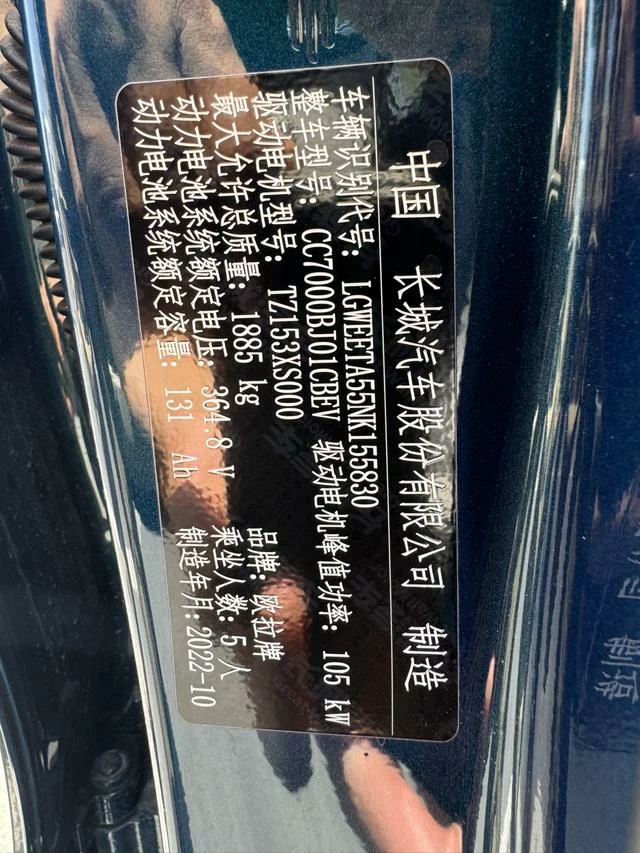 中国 长城汽车股份有限公司 制造
车辆识别代号: LGWEETA55NK155830
整车型号: CC7000BJ01CBEV 驱动电机峰值功率: 105 kW
驱动电机型号: TZ153XS000
最大允许总质量: 1885 kg 品牌: 欧拉牌
动力电池系统额定电压: 364.8 V 乘坐人数: 5 人
动力电池系统额定容量: 131 Ah 制造年月: 2022-10